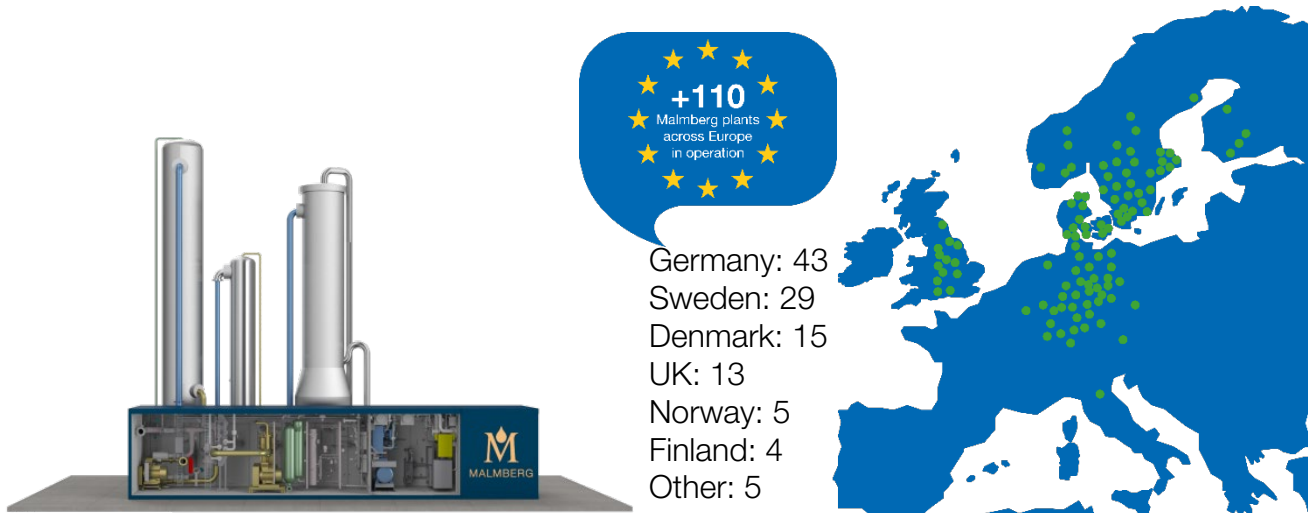 +110
Malmberg plants
across Europe
in operation
Germany: 43
Sweden: 29
Denmark: 15
UK: 13
Norway: 5
Finland: 4
Other: 5
M
MALMBERG